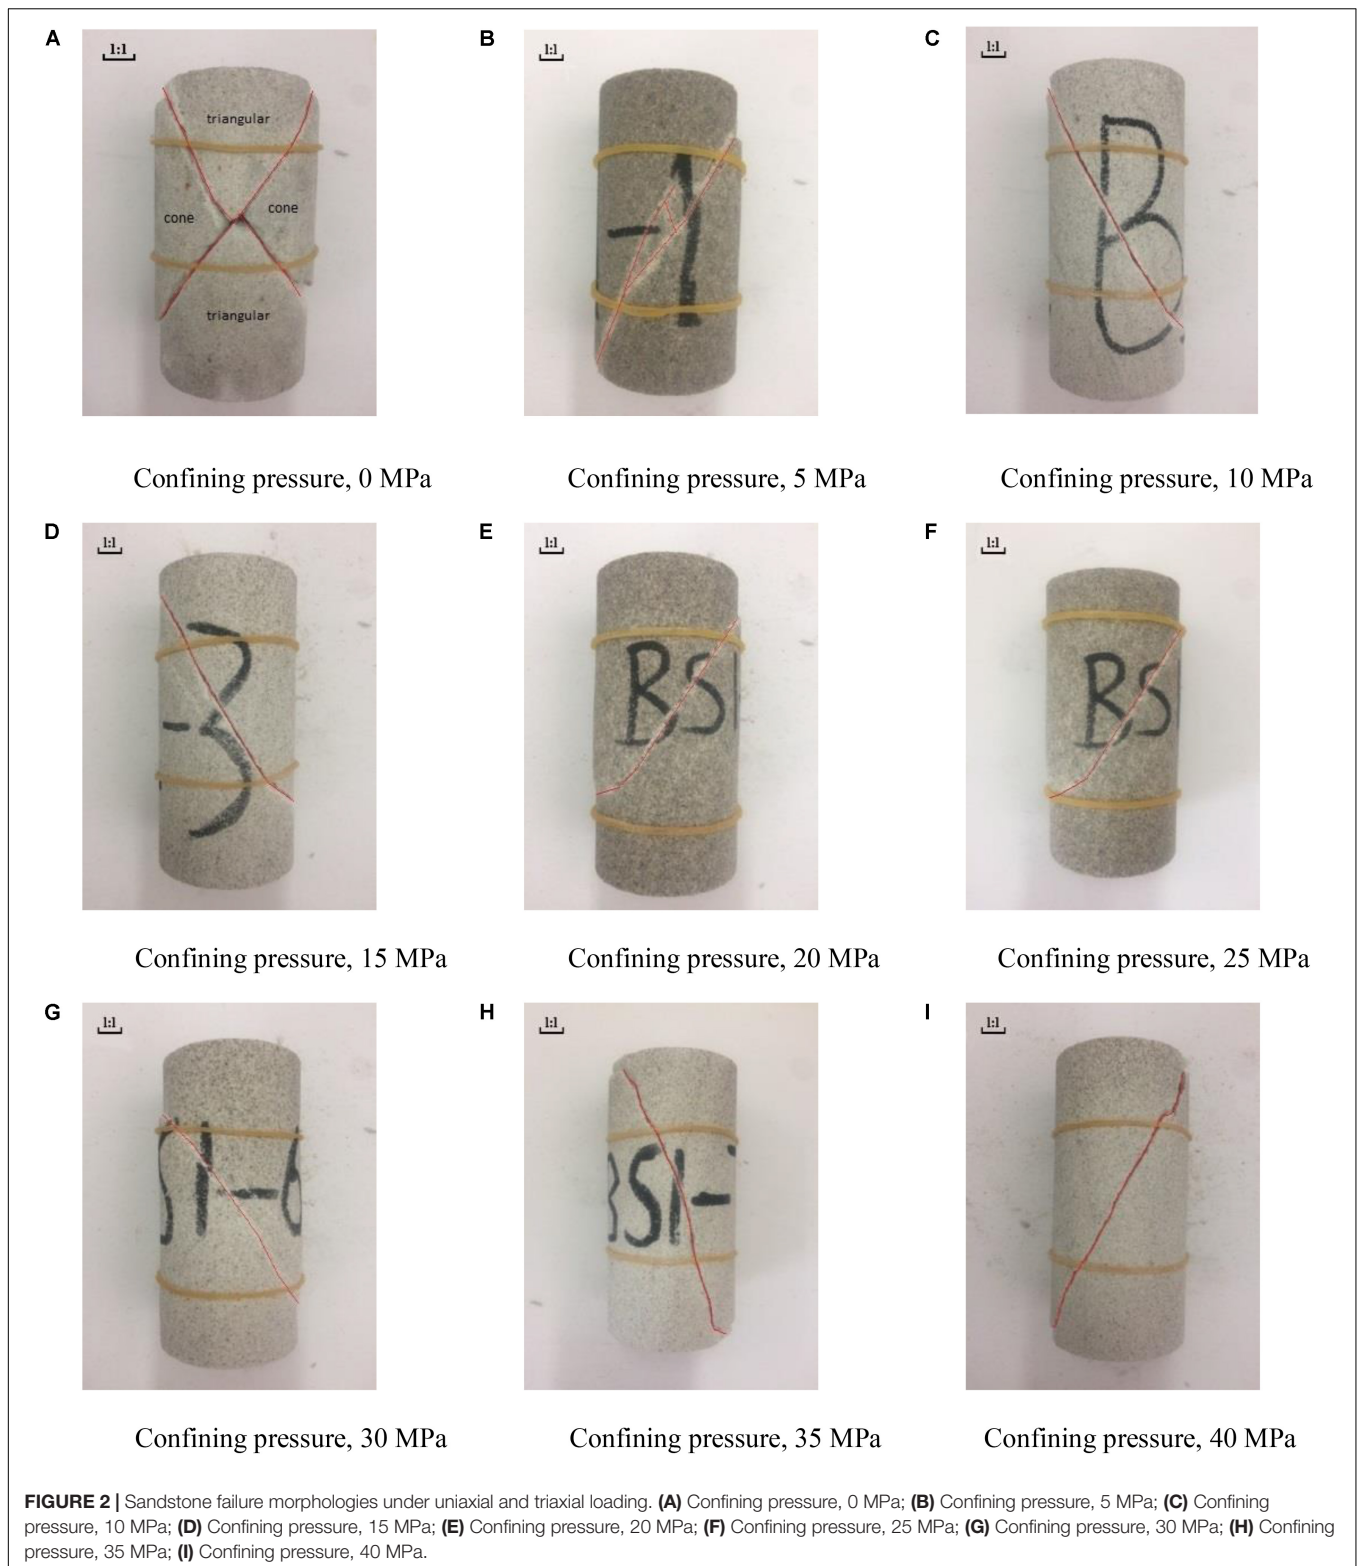 A
1:1
triangular
cone
cone
triangular
Confining pressure, 0 MPa
B
1:1
-1
Confining pressure, 5 MPa
C
1:1
B
Confining pressure, 10 MPa
D
1:1
-3
Confining pressure, 15 MPa
E
1:1
BS1
Confining pressure, 20 MPa
F
1:1
BS1
Confining pressure, 25 MPa
G
1:1
S1-6
Confining pressure, 30 MPa
H
1:1
BS1-
Confining pressure, 35 MPa
I
1:1
Confining pressure, 40 MPa
FIGURE 2 | Sandstone failure morphologies under uniaxial and triaxial loading. (A) Confining pressure, 0 MPa; (B) Confining pressure, 5 MPa; (C) Confining
pressure, 10 MPa; (D) Confining pressure, 15 MPa; (E) Confining pressure, 20 MPa; (F) Confining pressure, 25 MPa; (G) Confining pressure, 30 MPa; (H) Confining
pressure, 35 MPa; (I) Confining pressure, 40 MPa.